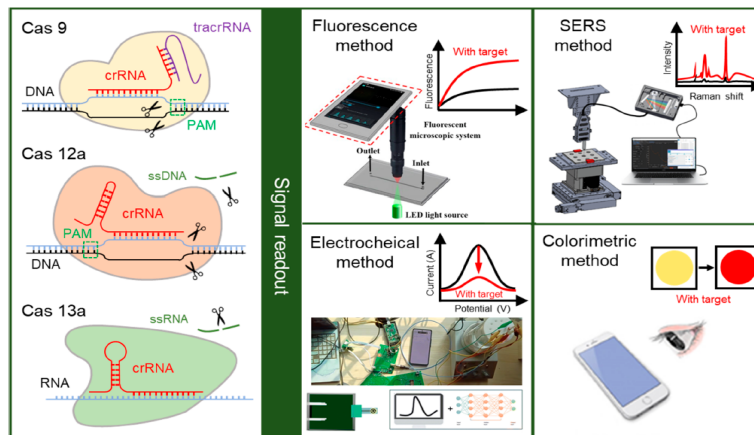 Cas 9
tracrRNA
crRNA
DNA
PAM
Cas 12a
ssDNA
crRNA
PAM
DNA
Cas 13a
ssRNA
crRNA
RNA
Signal readout
Fluorescence
method
With target
Fluorescence
Fluorescent
microscopic system
Outlet
Inlet
LED light source
SERS
method
With target
Intensity
Raman shift
Electrocheical
method
Current (A)
With target
Potential (V)
+
Colorimetric
method
With target